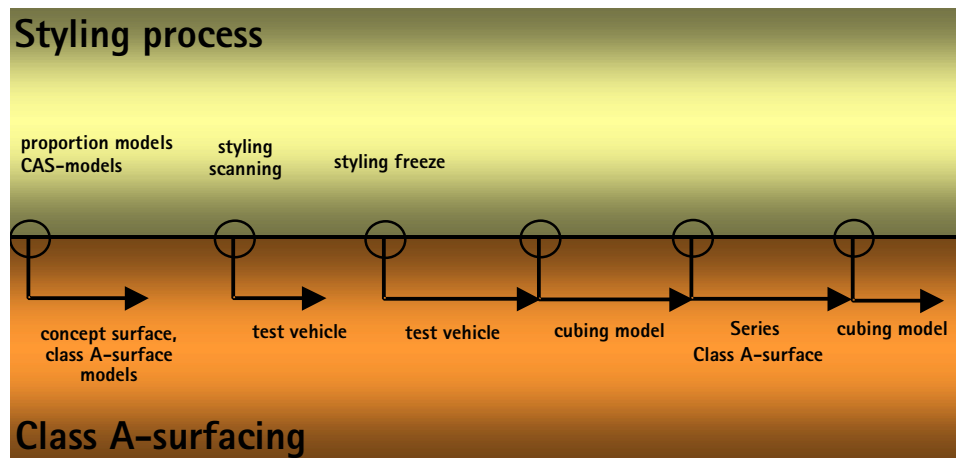 Styling process
proportion models
CAS-models
styling
scanning
styling freeze
concept surface,
class A-surface
models
test vehicle
test vehicle
cubing model
Series
Class A-surface
cubing model
Class A-surfacing